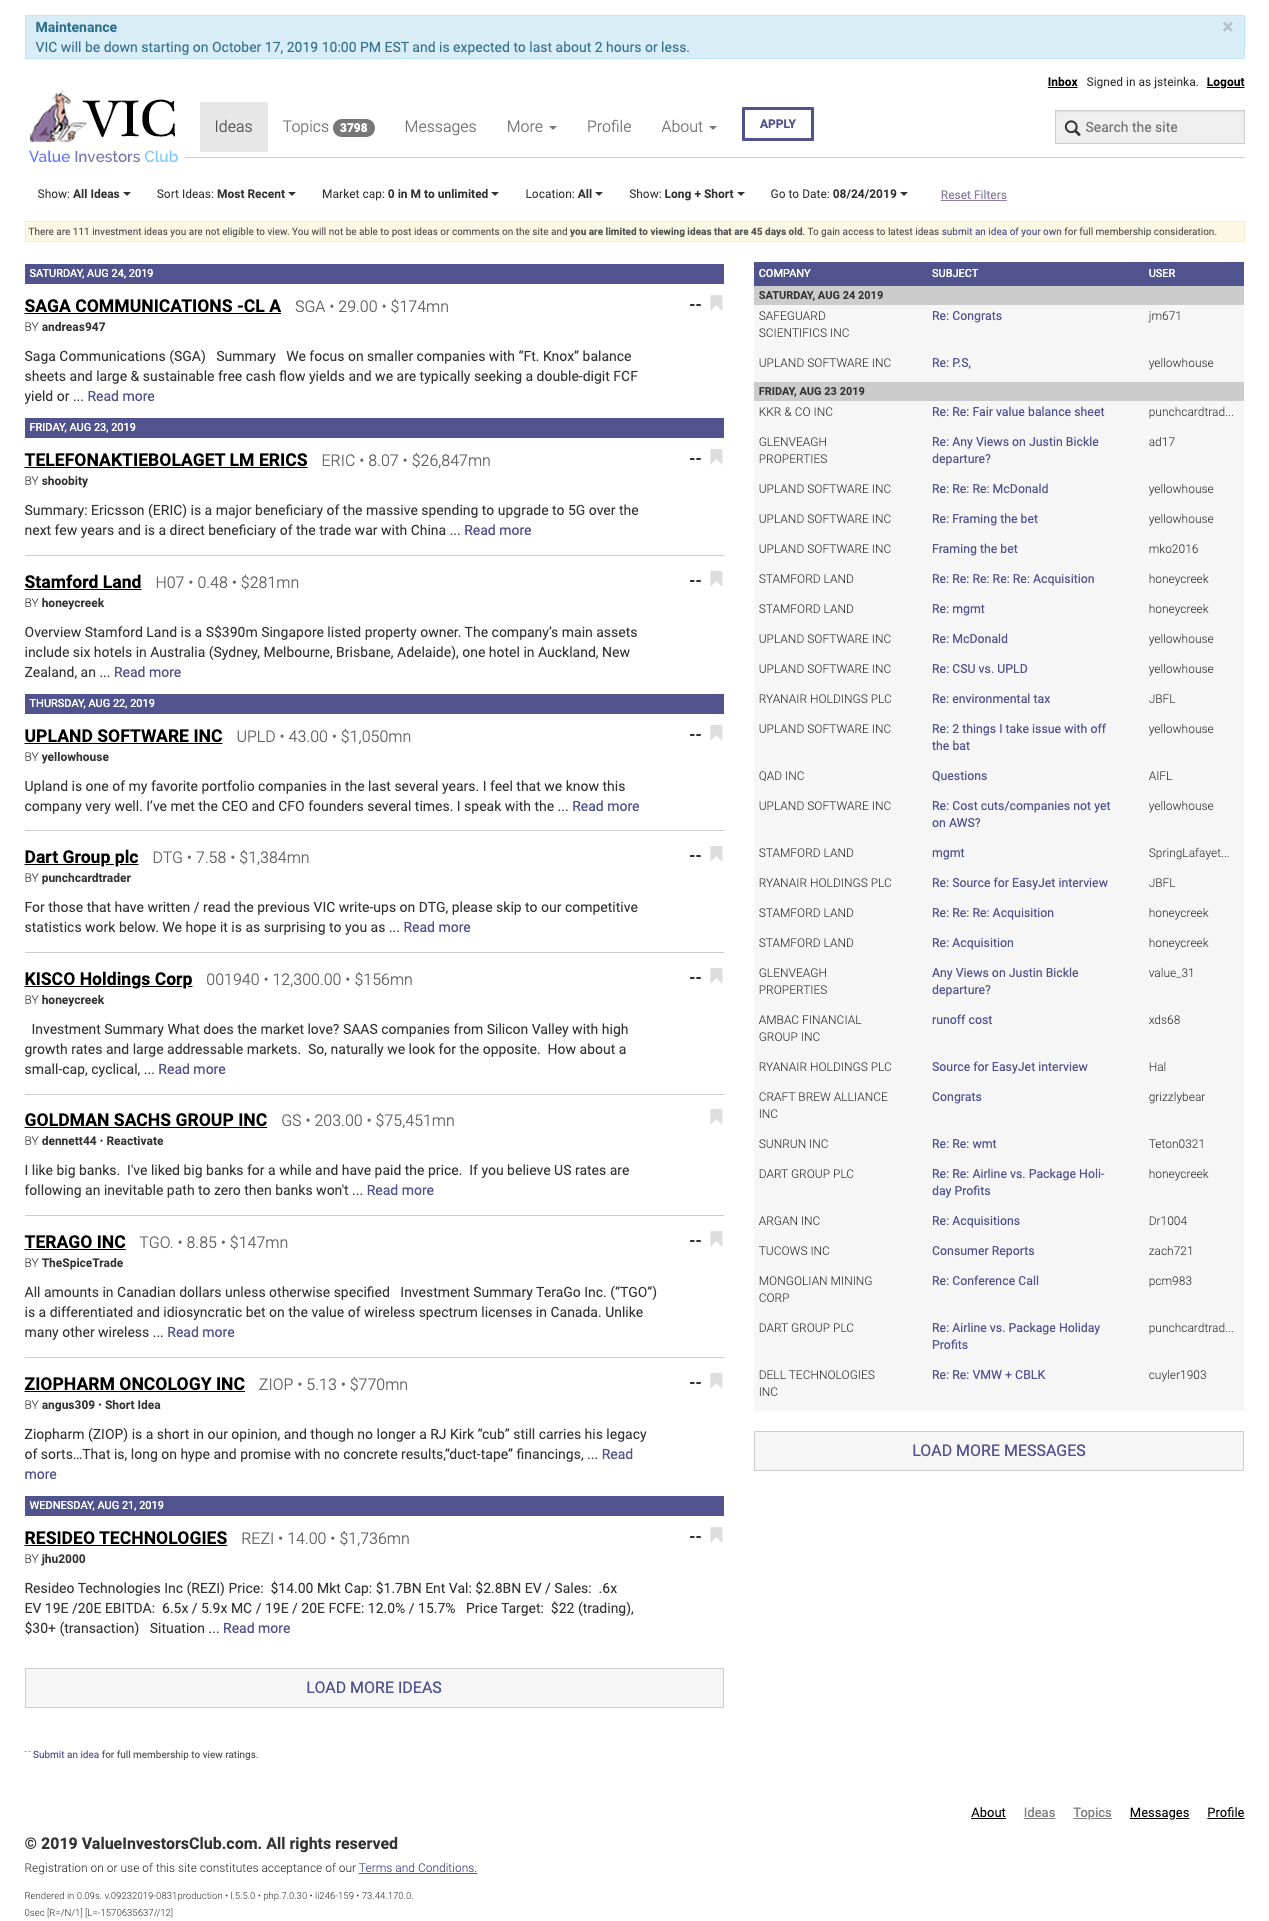 Maintenance
×
VIC will be down starting on October 17, 2019 10:00 PM EST and is expected to last about 2 hours or less.
Inbox Signed in as jsteinka. Logout
VIC
Value Investors Club
Ideas Topics 3798 Messages More Profile About APPLY
Search the site
Show: All Ideas Sort Ideas: Most Recent Market cap: 0 in M to unlimited Location: All Show: Long + Short Go to Date: 08/24/2019 Reset Filters
There are 111 investment ideas you are not eligible to view. You will not be able to post ideas or comments on the site and you are limited to viewing ideas that are 45 days old. To gain access to latest ideas submit an idea of your own for full membership consideration.
SATURDAY, AUG 24, 2019
SAGA COMMUNICATIONS -CL A SGA • 29.00 • $174mn --
BY andreas947
Saga Communications (SGA) Summary We focus on smaller companies with “Ft. Knox” balance
sheets and large & sustainable free cash flow yields and we are typically seeking a double-digit FCF
yield or ... Read more
FRIDAY, AUG 23, 2019
TELEFONAKTIEBOLAGET LM ERICS ERIC • 8.07 • $26,847mn --
BY shoobity
Summary: Ericsson (ERIC) is a major beneficiary of the massive spending to upgrade to 5G over the
next few years and is a direct beneficiary of the trade war with China ... Read more
Stamford Land H07 • 0.48 • $281mn --
BY honeycreek
Overview Stamford Land is a S$390m Singapore listed property owner. The company’s main assets
include six hotels in Australia (Sydney, Melbourne, Brisbane, Adelaide), one hotel in Auckland, New
Zealand, an ... Read more
THURSDAY, AUG 22, 2019
UPLAND SOFTWARE INC UPLD • 43.00 • $1,050mn --
BY yellowhouse
Upland is one of my favorite portfolio companies in the last several years. I feel that we know this
company very well. I’ve met the CEO and CFO founders several times. I speak with the ... Read more
Dart Group plc DTG • 7.58 • $1,384mn --
BY punchcardtrader
For those that have written / read the previous VIC write-ups on DTG, please skip to our competitive
statistics work below. We hope it is as surprising to you as ... Read more
KISCO Holdings Corp 001940 • 12,300.00 • $156mn --
BY honeycreek
Investment Summary What does the market love? SAAS companies from Silicon Valley with high
growth rates and large addressable markets. So, naturally we look for the opposite. How about a
small-cap, cyclical, ... Read more
GOLDMAN SACHS GROUP INC GS • 203.00 • $75,451mn
BY dennett44 • Reactivate
I like big banks. I've liked big banks for a while and have paid the price. If you believe US rates are
following an inevitable path to zero then banks won't ... Read more
TERAGO INC TGO. • 8.85 • $147mn --
BY TheSpiceTrade
All amounts in Canadian dollars unless otherwise specified Investment Summary TeraGo Inc. (“TGO”)
is a differentiated and idiosyncratic bet on the value of wireless spectrum licenses in Canada. Unlike
many other wireless ... Read more
ZIOPHARM ONCOLOGY INC ZIOP • 5.13 • $770mn --
BY angus309 • Short Idea
Ziopharm (ZIOP) is a short in our opinion, and though no longer a RJ Kirk “cub” still carries his legacy
of sorts…That is, long on hype and promise with no concrete results,“duct-tape” financings, ... Read
more
WEDNESDAY, AUG 21, 2019
RESIDEO TECHNOLOGIES REZI • 14.00 • $1,736mn --
BY jhu2000
Resideo Technologies Inc (REZI) Price: $14.00 Mkt Cap: $1.7BN Ent Val: $2.8BN EV / Sales: .6x
EV 19E /20E EBITDA: 6.5x / 5.9x MC / 19E / 20E FCFE: 12.0% / 15.7% Price Target: $22 (trading),
$30+ (transaction) Situation ... Read more
LOAD MORE IDEAS
COMPANY SUBJECT USER
SATURDAY, AUG 24 2019
SAFEGUARD Re: Congrats jm671
SCIENTIFICS INC
UPLAND SOFTWARE INC Re: P.S, yellowhouse
FRIDAY, AUG 23 2019
KKR & CO INC Re: Re: Fair value balance sheet punchcardtrad...
GLENVEAGH Re: Any Views on Justin Bickle ad17
PROPERTIES departure?
UPLAND SOFTWARE INC Re: Re: Re: McDonald yellowhouse
UPLAND SOFTWARE INC Re: Framing the bet yellowhouse
UPLAND SOFTWARE INC Framing the bet mko2016
STAMFORD LAND Re: Re: Re: Re: Re: Acquisition honeycreek
STAMFORD LAND Re: mgmt honeycreek
UPLAND SOFTWARE INC Re: McDonald yellowhouse
UPLAND SOFTWARE INC Re: CSU vs. UPLD yellowhouse
RYANAIR HOLDINGS PLC Re: environmental tax JBFL
UPLAND SOFTWARE INC Re: 2 things I take issue with off yellowhouse
the bat
QAD INC Questions AIFL
UPLAND SOFTWARE INC Re: Cost cuts/companies not yet yellowhouse
on AWS?
STAMFORD LAND mgmt SpringLafayet...
RYANAIR HOLDINGS PLC Re: Source for EasyJet interview JBFL
STAMFORD LAND Re: Re: Re: Acquisition honeycreek
STAMFORD LAND Re: Acquisition honeycreek
GLENVEAGH Any Views on Justin Bickle value_31
PROPERTIES departure?
AMBAC FINANCIAL runoff cost xds68
GROUP INC
RYANAIR HOLDINGS PLC Source for EasyJet interview Hal
CRAFT BREW ALLIANCE Congrats grizzlybear
INC
SUNRUN INC Re: Re: wmt Teton0321
DART GROUP PLC Re: Re: Airline vs. Package Holi- honeycreek
day Profits
ARGAN INC Re: Acquisitions Dr1004
TUCOWS INC Consumer Reports zach721
MONGOLIAN MINING Re: Conference Call pcm983
CORP
DART GROUP PLC Re: Airline vs. Package Holiday punchcardtrad...
Profits
DELL TECHNOLOGIES Re: Re: VMW + CBLK cuyler1903
INC
LOAD MORE MESSAGES
-- Submit an idea for full membership to view ratings.
About Ideas Topics Messages Profile
© 2019 ValueInvestorsClub.com. All rights reserved
Registration on or use of this site constitutes acceptance of our Terms and Conditions.
Rendered in 0.09s. v.09232019-0831production • l.5.5.0 • php.7.0.30 • li246-159 • 73.44.170.0.
0sec [R=/N/1] [L=-1570635637//12]